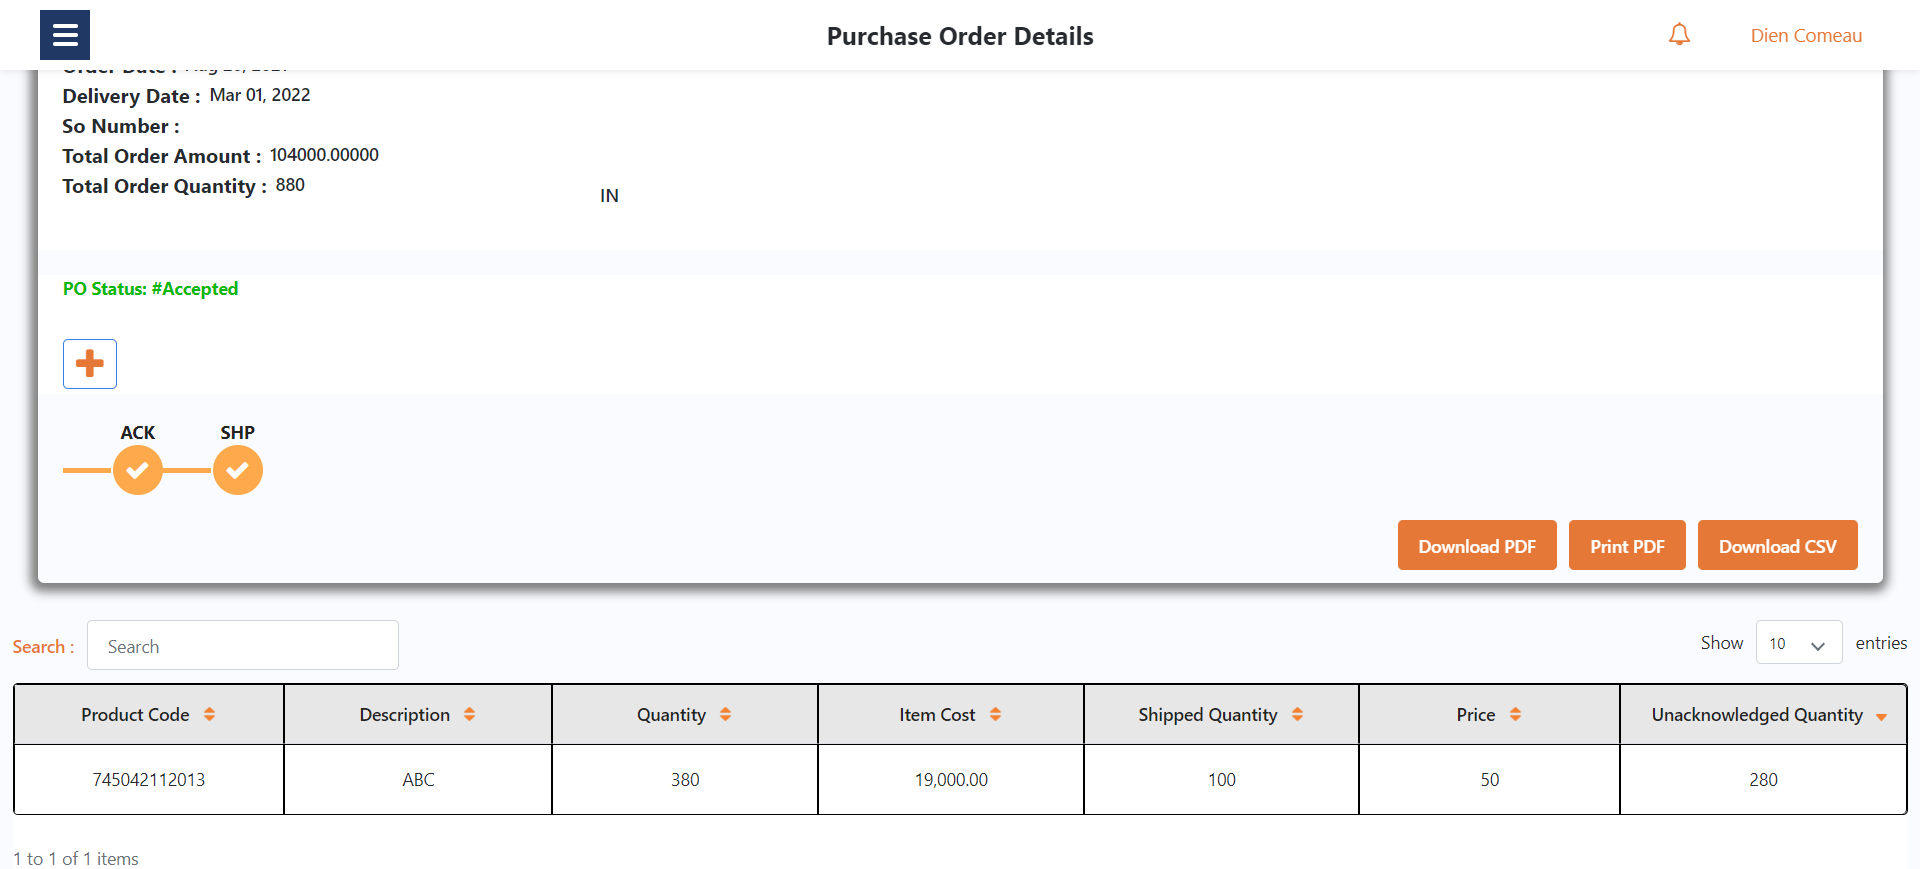 Purchase Order Details
Dien Comeau
Order Date :
Delivery Date : Mar 01, 2022
So Number :
Total Order Amount : 104000.00000
Total Order Quantity : 880
IN
PO Status: #Accepted
ACK SHP
Download PDF Print PDF Download CSV
Search : Search
Show 10 entries
Product Code Description Quantity Item Cost Shipped Quantity Price Unacknowledged Quantity
745042112013 ABC 380 19,000.00 100 50 280
1 to 1 of 1 items